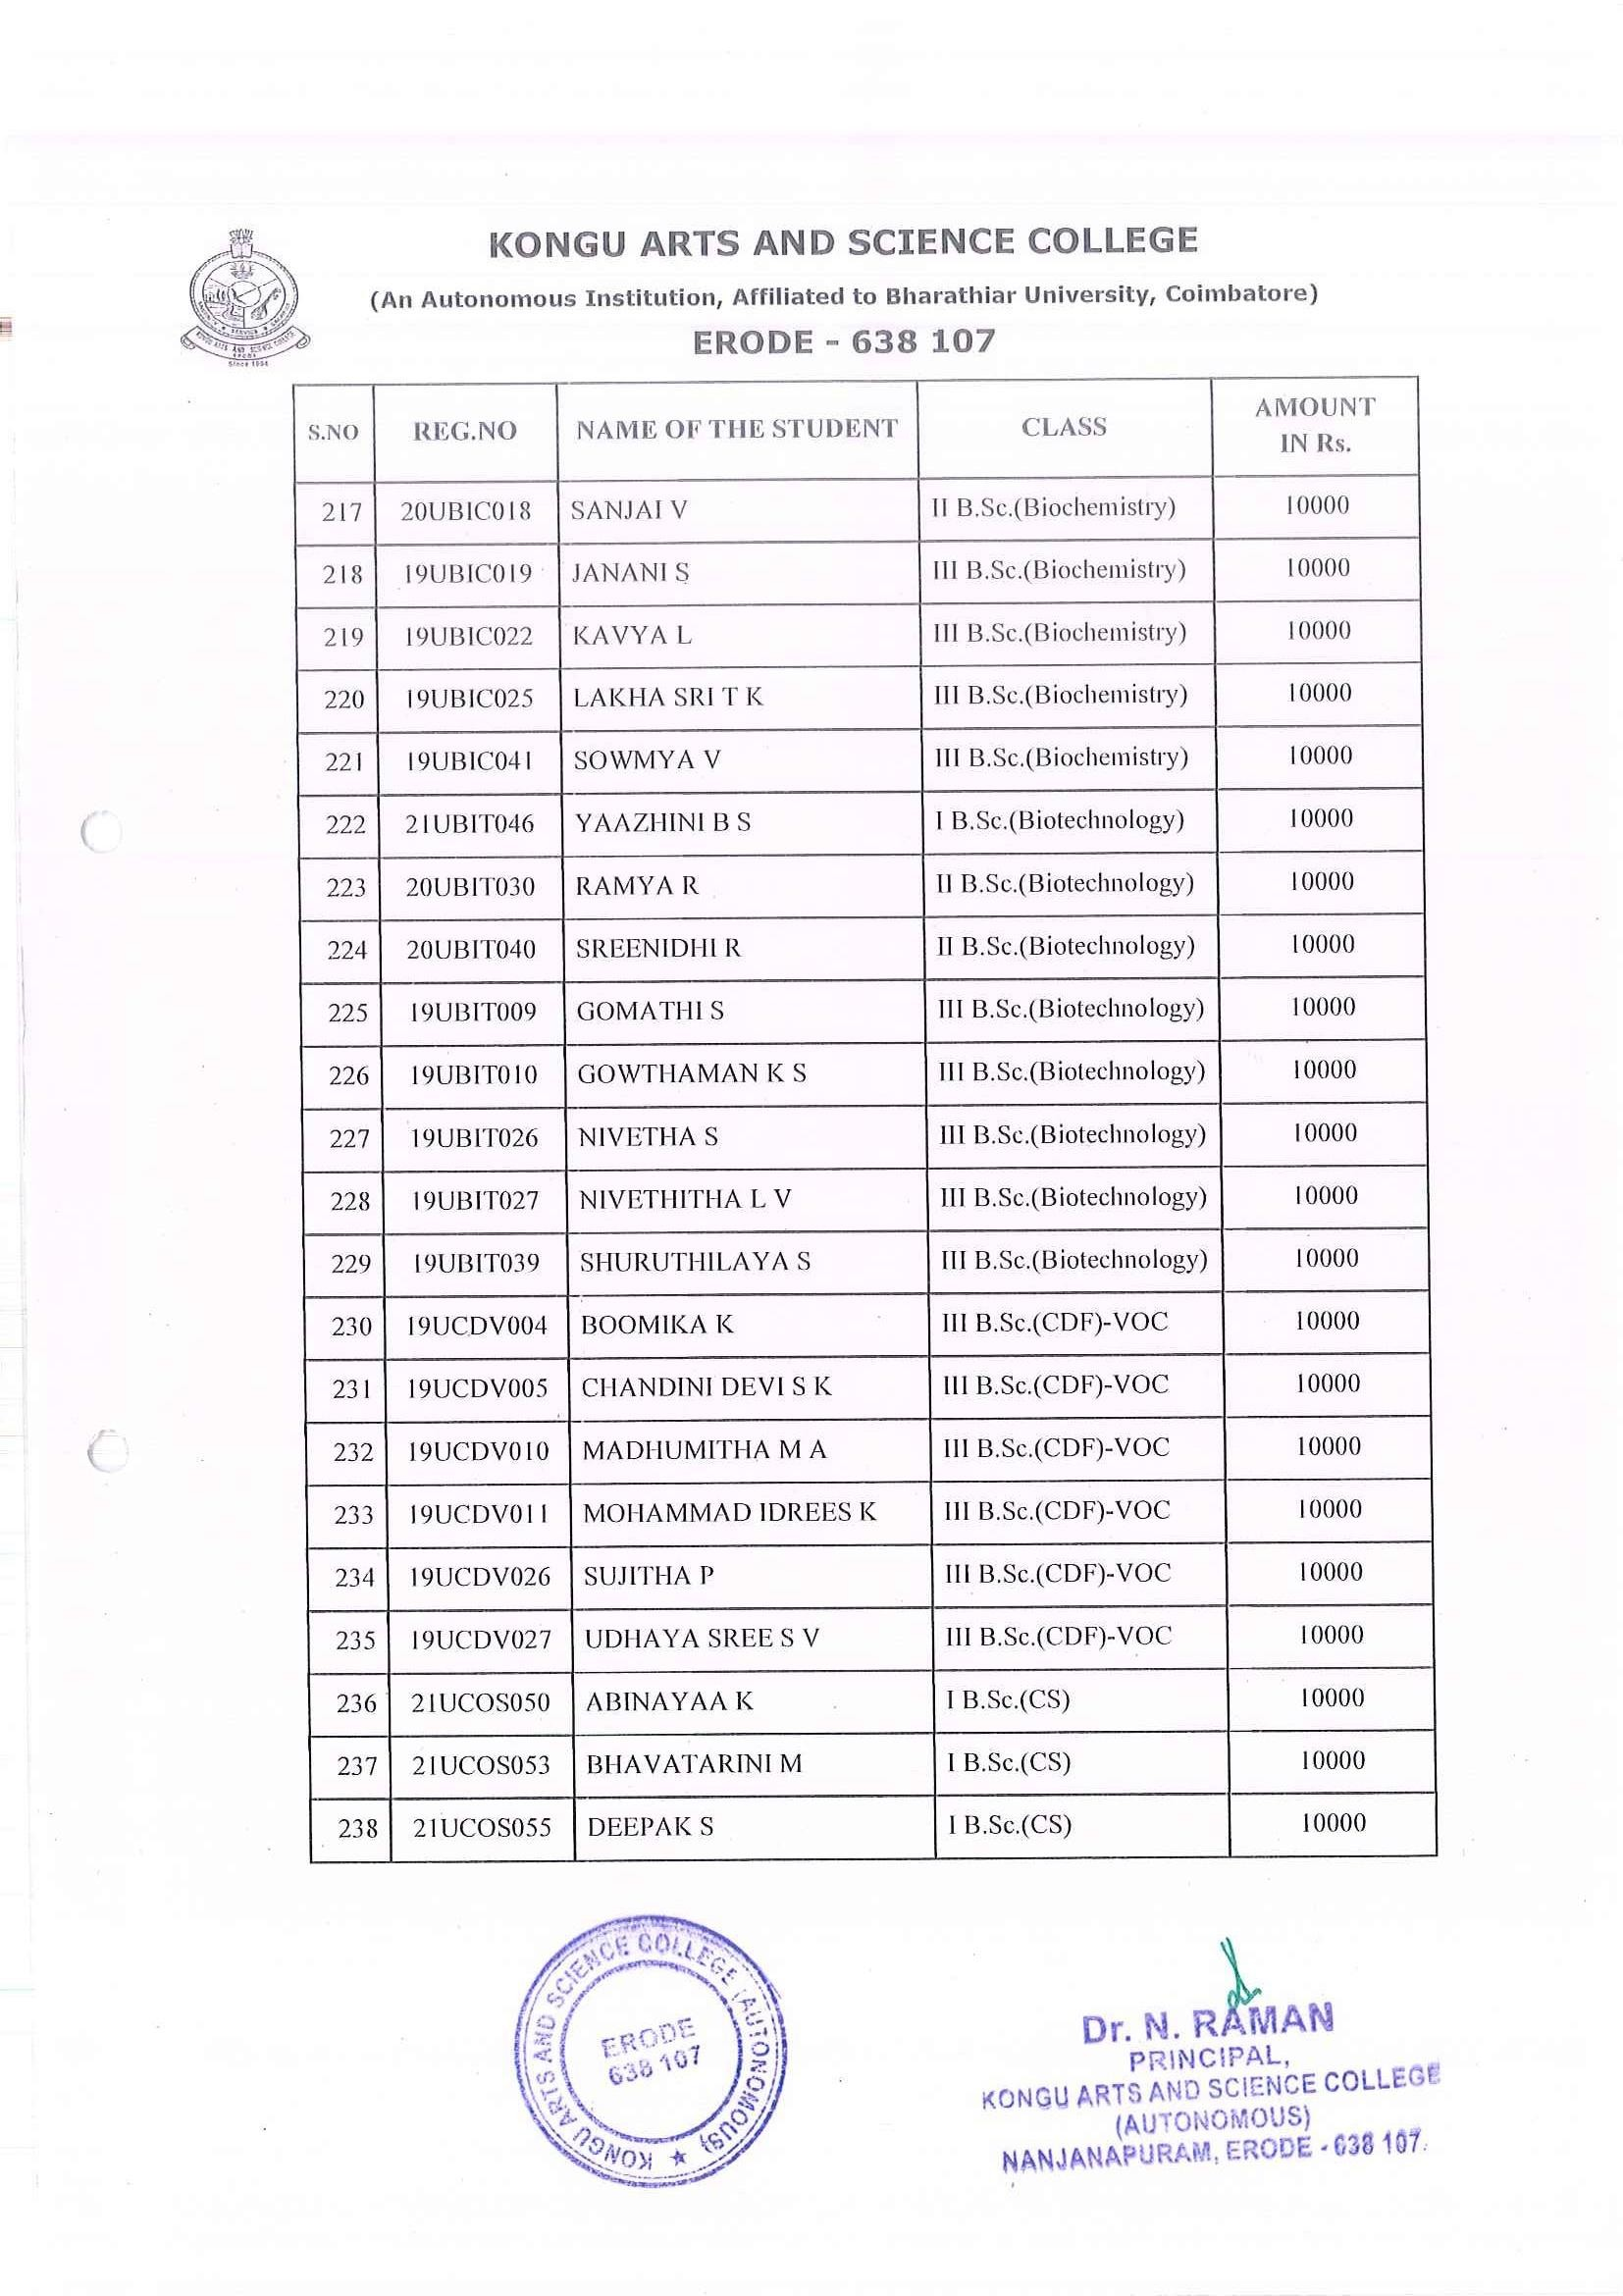 KONGU ARTS AND SCIENCE COLLEGE
(An Autonomous Institution, Affiliated to Bharathiar University, Coimbatore)
ERODE - 638 107
KONGU ARTS AND SCIENCE COLLEGE
ERODE
Since 1994
S.NO REG.NO NAME OF THE STUDENT CLASS AMOUNT IN Rs.
217 20UBIC018 SANJAI V II B.Sc.(Biochemistry) 10000
218 19UBIC019 JANANI S III B.Sc.(Biochemistry) 10000
219 19UBIC022 KAVYA L III B.Sc.(Biochemistry) 10000
220 19UBIC025 LAKHA SRI T K III B.Sc.(Biochemistry) 10000
221 19UBIC041 SOWMYA V III B.Sc.(Biochemistry) 10000
222 21UBIT046 YAAZHINI B S I B.Sc.(Biotechnology) 10000
223 20UBIT030 RAMYA R II B.Sc.(Biotechnology) 10000
224 20UBIT040 SREENIDHI R II B.Sc.(Biotechnology) 10000
225 19UBIT009 GOMATHI S III B.Sc.(Biotechnology) 10000
226 19UBIT010 GOWTHAMAN K S III B.Sc.(Biotechnology) 10000
227 19UBIT026 NIVETHA S III B.Sc.(Biotechnology) 10000
228 19UBIT027 NIVETHITHA L V III B.Sc.(Biotechnology) 10000
229 19UBIT039 SHURUTHILAYA S III B.Sc.(Biotechnology) 10000
230 19UCDV004 BOOMIKA K III B.Sc.(CDF)-VOC 10000
231 19UCDV005 CHANDINI DEVI S K III B.Sc.(CDF)-VOC 10000
232 19UCDV010 MADHUMITHA M A III B.Sc.(CDF)-VOC 10000
233 19UCDV011 MOHAMMAD IDREES K III B.Sc.(CDF)-VOC 10000
234 19UCDV026 SUJITHA P III B.Sc.(CDF)-VOC 10000
235 19UCDV027 UDHAYA SREE S V III B.Sc.(CDF)-VOC 10000
236 21UCOS050 ABINAYAA K I B.Sc.(CS) 10000
237 21UCOS053 BHAVATARINI M I B.Sc.(CS) 10000
238 21UCOS055 DEEPAK S I B.Sc.(CS) 10000
KONGU ARTS AND SCIENCE COLLEGE (AUTONOMOUS) ★
ERODE
638 107
Dr. N. RAMAN
PRINCIPAL,
KONGU ARTS AND SCIENCE COLLEGE
(AUTONOMOUS)
NANJANAPURAM, ERODE - 638 107.